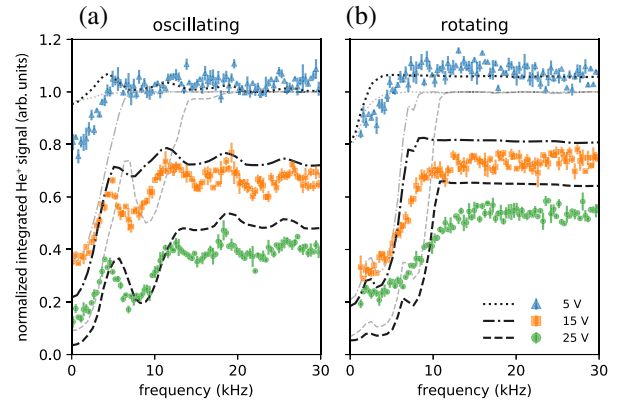 (a) oscillating
(b) rotating
normalized integrated He⁺ signal (arb. units)
1.2
1.0
0.8
0.6
0.4
0.2
0.0
0 10 20 30
0 10 20 30
frequency (kHz)
frequency (kHz)
5 V
15 V
25 V